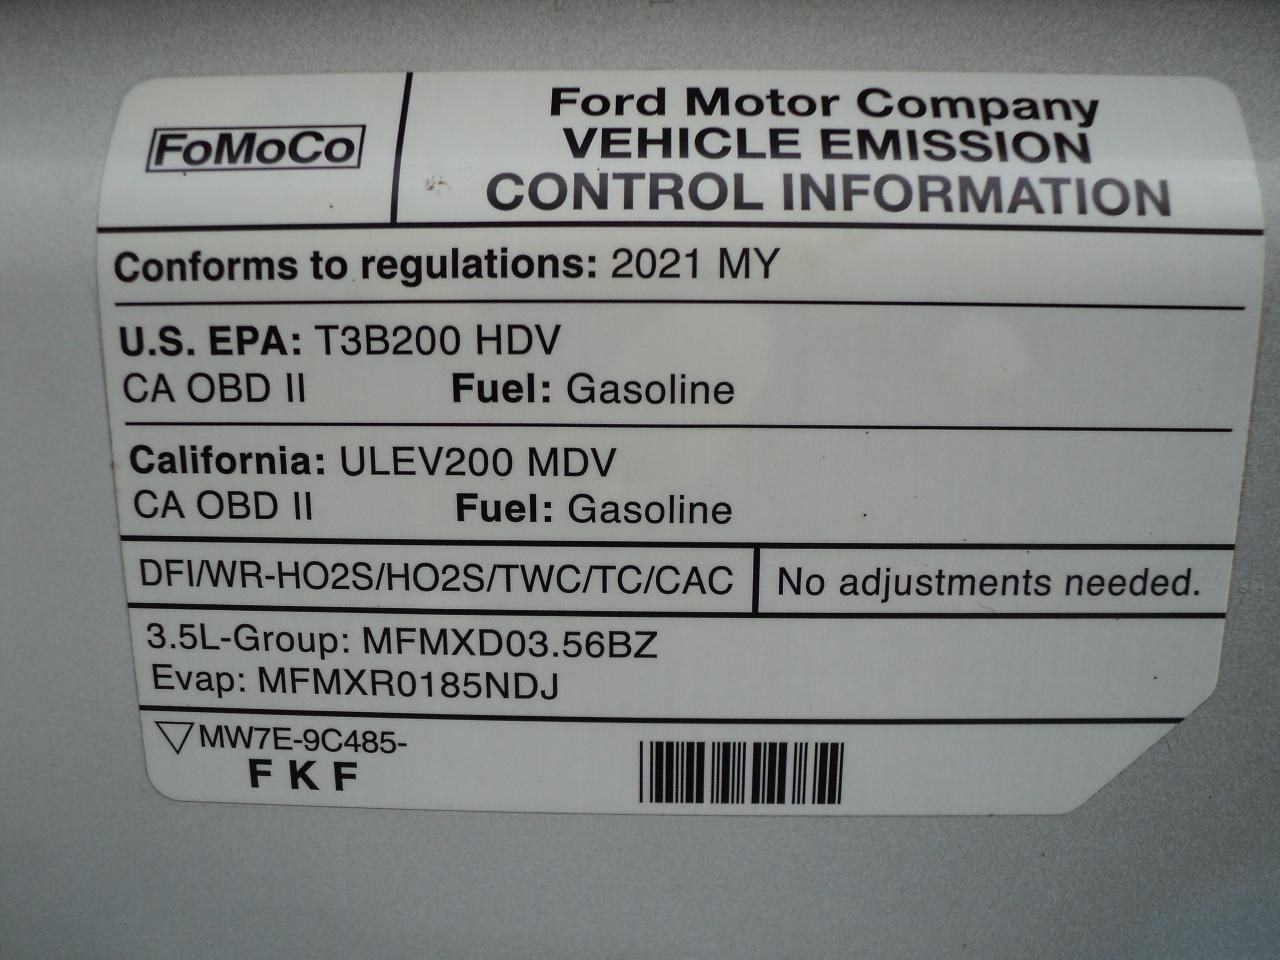 FoMoCo
Ford Motor Company
VEHICLE EMISSION
CONTROL INFORMATION
Conforms to regulations: 2021 MY
U.S. EPA: T3B200 HDV
CA OBD II Fuel: Gasoline
California: ULEV200 MDV
CA OBD II Fuel: Gasoline
DFI/WR-HO2S/HO2S/TWC/TC/CAC No adjustments needed.
3.5L-Group: MFMXD03.56BZ
Evap: MFMXR0185NDJ
MW7E-9C485-
F K F